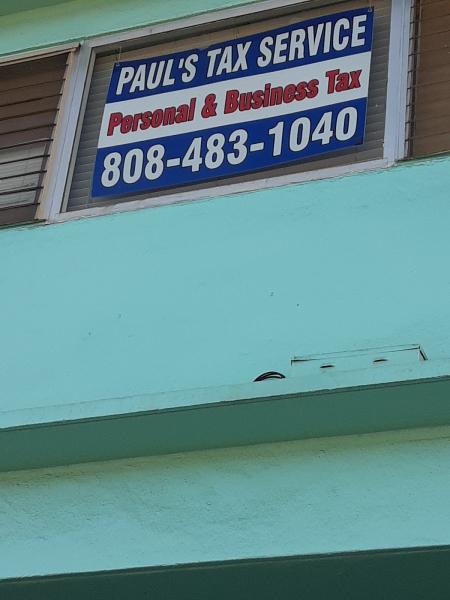 PAUL'S TAX SERVICE
Personal & Business Tax
808-483-1040